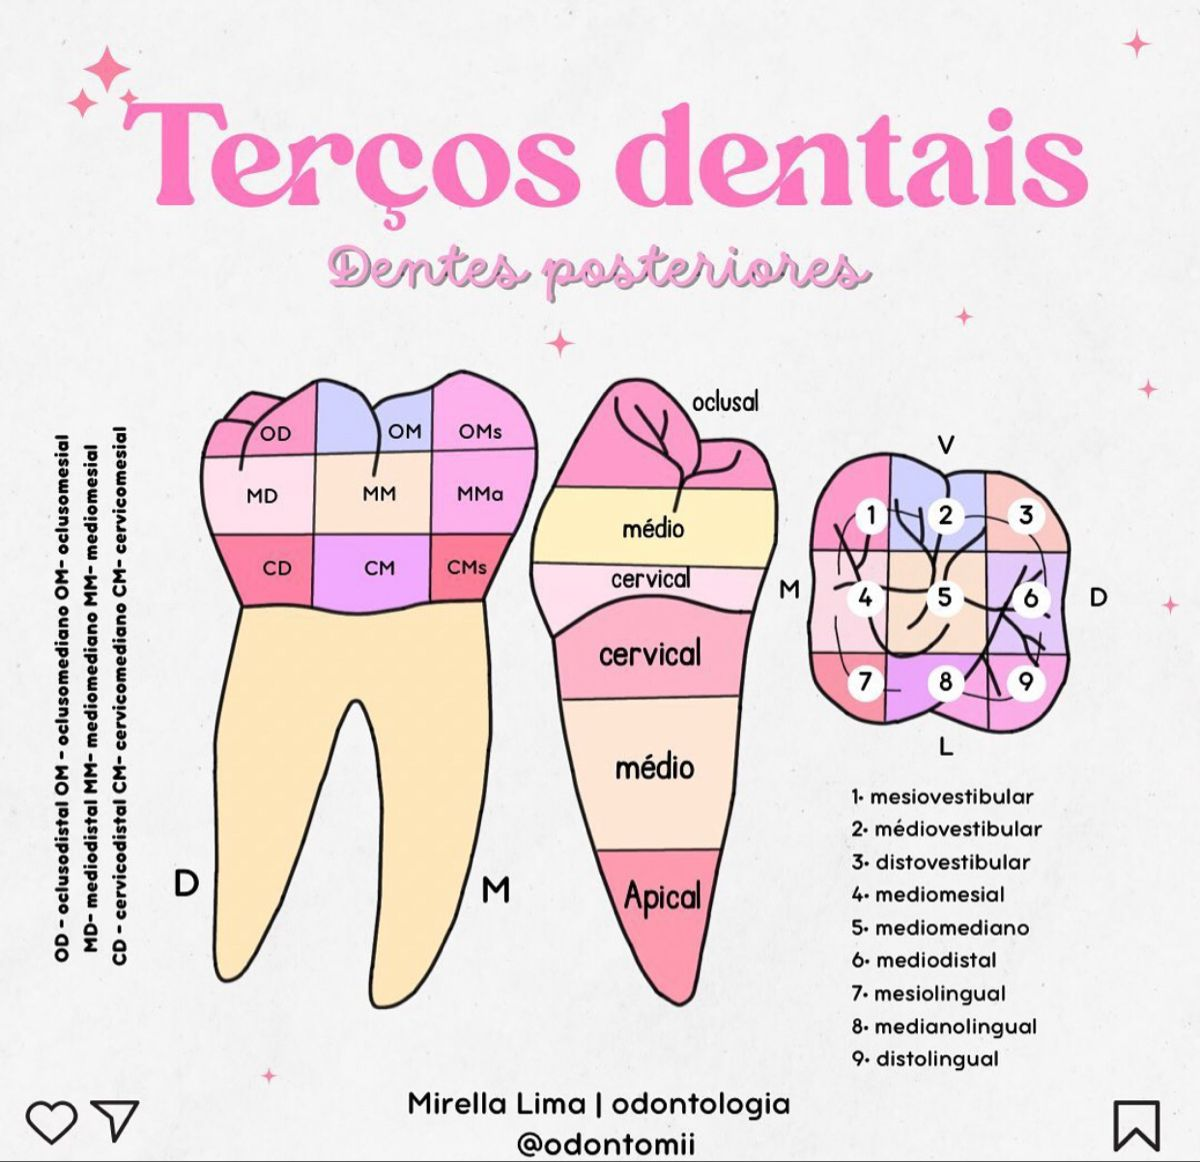 Terços dentais
Dentes posteriores
OD - oclusodistal OM - oclusomediano OM- oclusomesial
MD- mediodistal MM- mediomediano MM- mediomesial
CD - cervicodistal CM- cervicomediano CM- cervicomesial
OD OM OMs
MD MM MMa
CD CM CMs
D M
oclusal
médio
cervical
cervical
médio
Apical
V
1 2 3
M 4 5 6 D
7 8 9
L
1• mesiovestibular
2• médiovestibular
3• distovestibular
4• mediomesial
5• mediomediano
6• mediodistal
7• mesiolingual
8• medianolingual
9• distolingual
Mirella Lima | odontologia
@odontomii